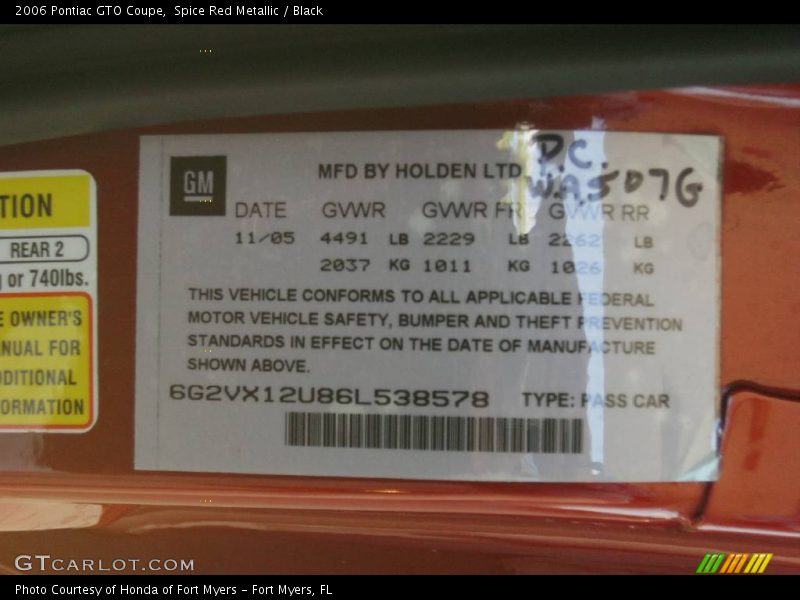 2006 Pontiac GTO Coupe,  Spice Red Metallic / Black
TION
REAR 2
or 740lbs.
E OWNER'S
NUAL FOR
DDITIONAL
ORMATION
GM
MFD BY HOLDEN LTD
P.C.
W.A.507G
DATE GVWR GVWR FR GVWR RR
11/05 4491 LB 2229 LB 2262 LB
2037 KG 1011 KG 1026 KG
THIS VEHICLE CONFORMS TO ALL APPLICABLE FEDERAL
MOTOR VEHICLE SAFETY, BUMPER AND THEFT PREVENTION
STANDARDS IN EFFECT ON THE DATE OF MANUFACTURE
SHOWN ABOVE.
6G2VX12U86L538578 TYPE: PASS CAR
GTCARLOT.COM
Photo Courtesy of Honda of Fort Myers - Fort Myers, FL